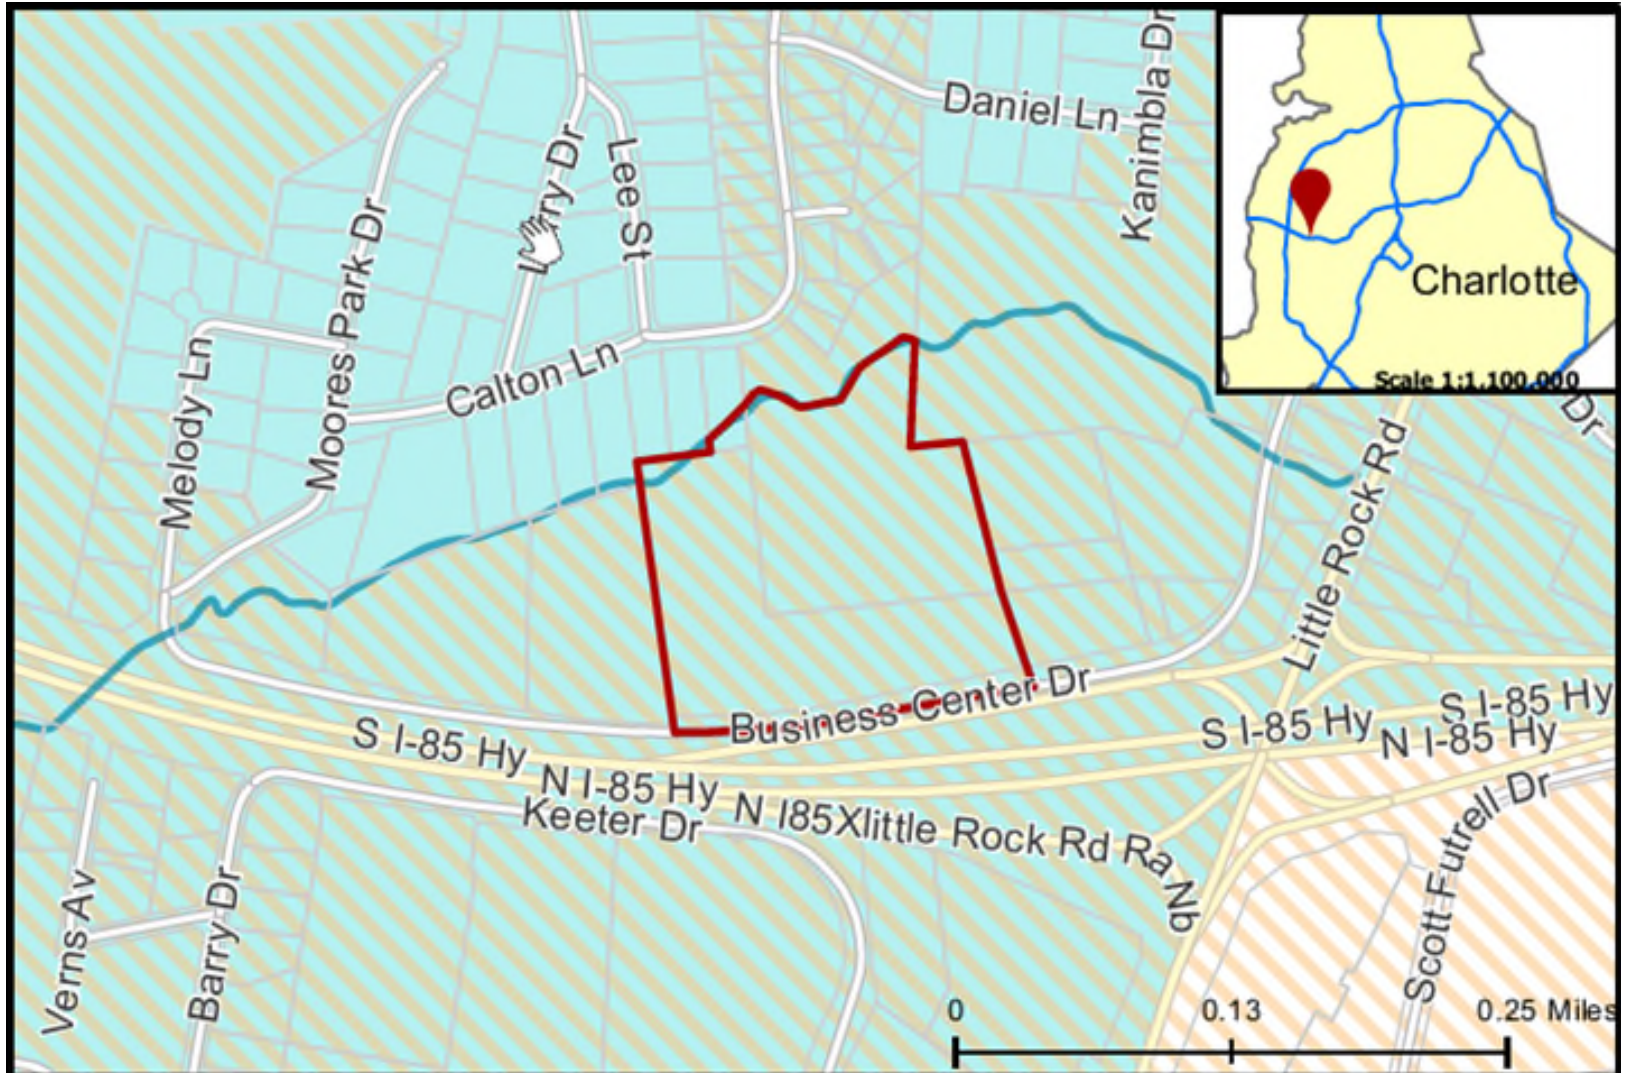 Daniel Ln
Kanimbla Dr
Lee St
Moores Park Dr
Charlotte
Scale 1:1,100,000
Melody Ln
Calton Ln
Dr
Little Rock Rd
Business Center Dr
S I-85 Hy
S I-85 Hy
S I-85 Hy
N I-85 Hy
N I-85 Hy
N I85Xlittle Rock Rd Ra Nb
Keeter Dr
Scott Futrell Dr
Verns Av
Barry Dr
0 0.13 0.25 Miles